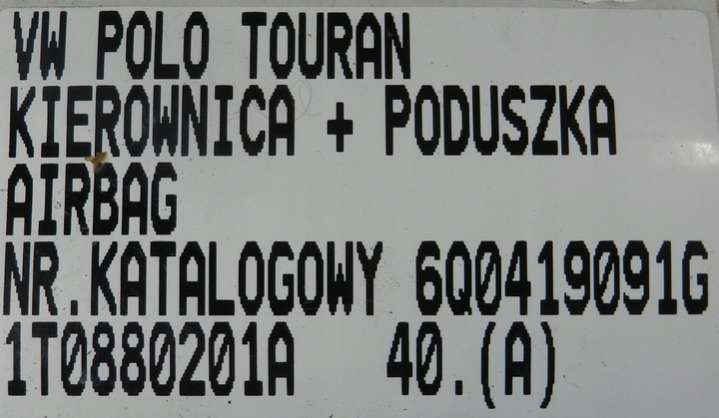 VW POLO TOURAN
KIEROWNICA + PODUSZKA
AIRBAG
NR.KATALOGOWY 6Q0419091G
1T0880201A 40.(A)